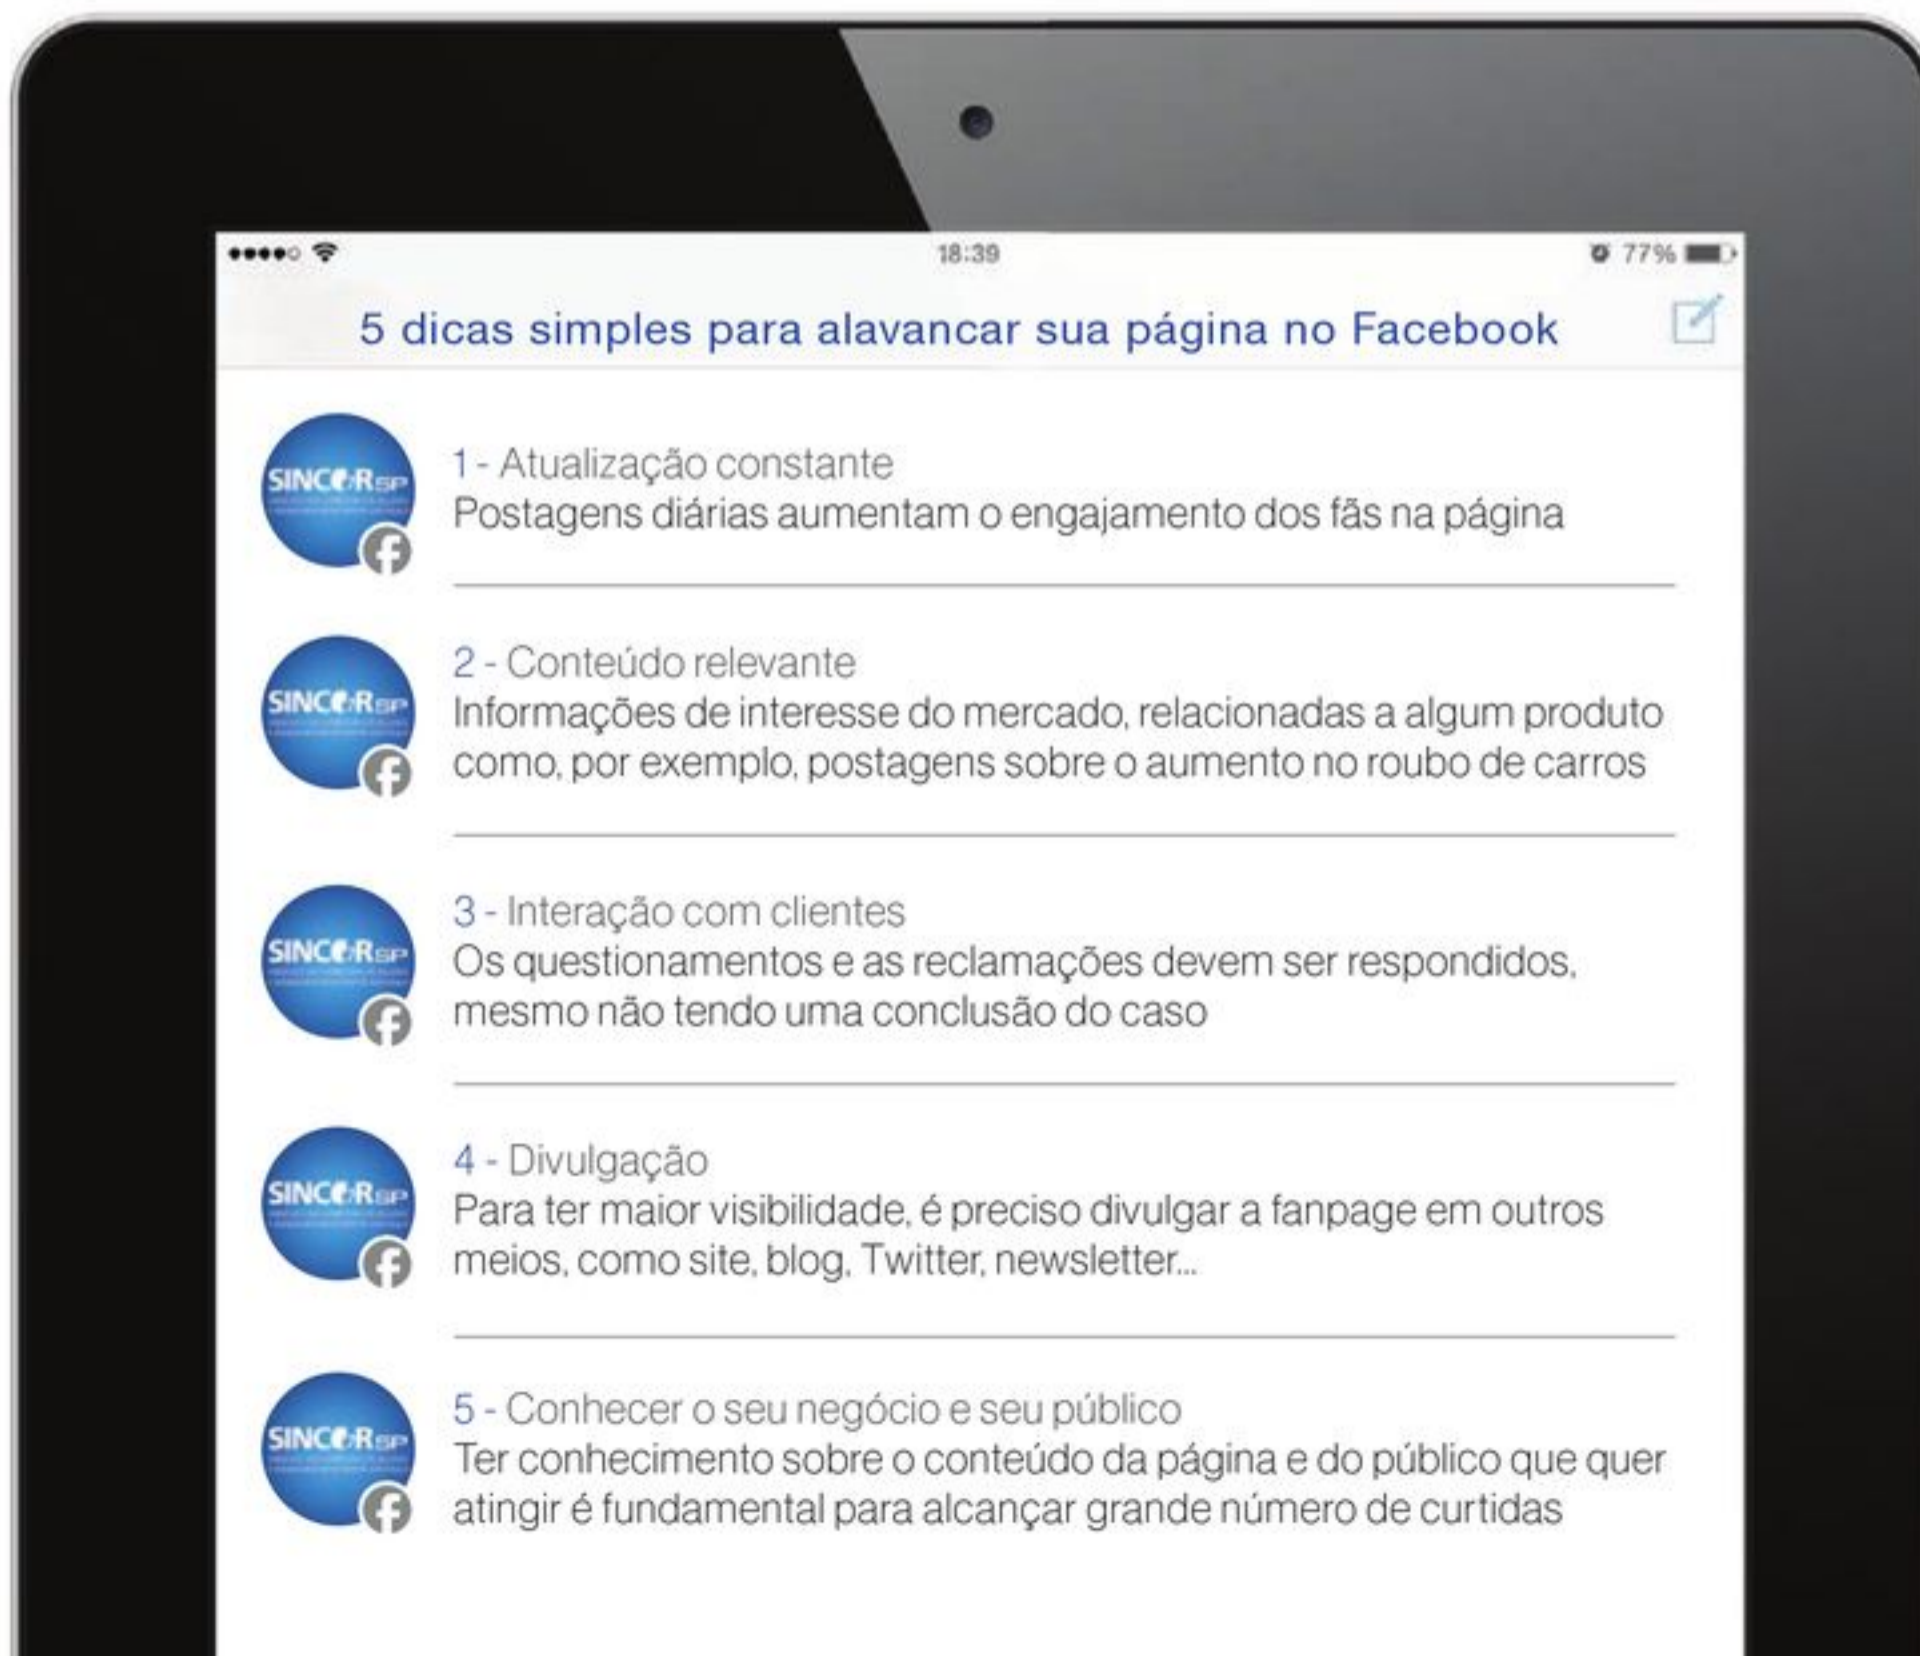 18:39
77%
5 dicas simples para alavancar sua página no Facebook
SINCORSP
1 - Atualização constante
Postagens diárias aumentam o engajamento dos fãs na página
SINCORSP
2 - Conteúdo relevante
Informações de interesse do mercado, relacionadas a algum produto
como, por exemplo, postagens sobre o aumento no roubo de carros
SINCORSP
3 - Interação com clientes
Os questionamentos e as reclamações devem ser respondidos,
mesmo não tendo uma conclusão do caso
SINCORSP
4 - Divulgação
Para ter maior visibilidade, é preciso divulgar a fanpage em outros
meios, como site, blog, Twitter, newsletter...
SINCORSP
5 - Conhecer o seu negócio e seu público
Ter conhecimento sobre o conteúdo da página e do público que quer
atingir é fundamental para alcançar grande número de curtidas